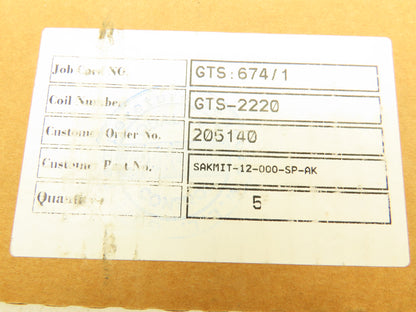 Job Card NO. GTS:674/1
Coil Number: GTS-2220
Customer Order No. 206140
Customer Part No. SAKMIT-12-000-SP-AK
Quantity 5